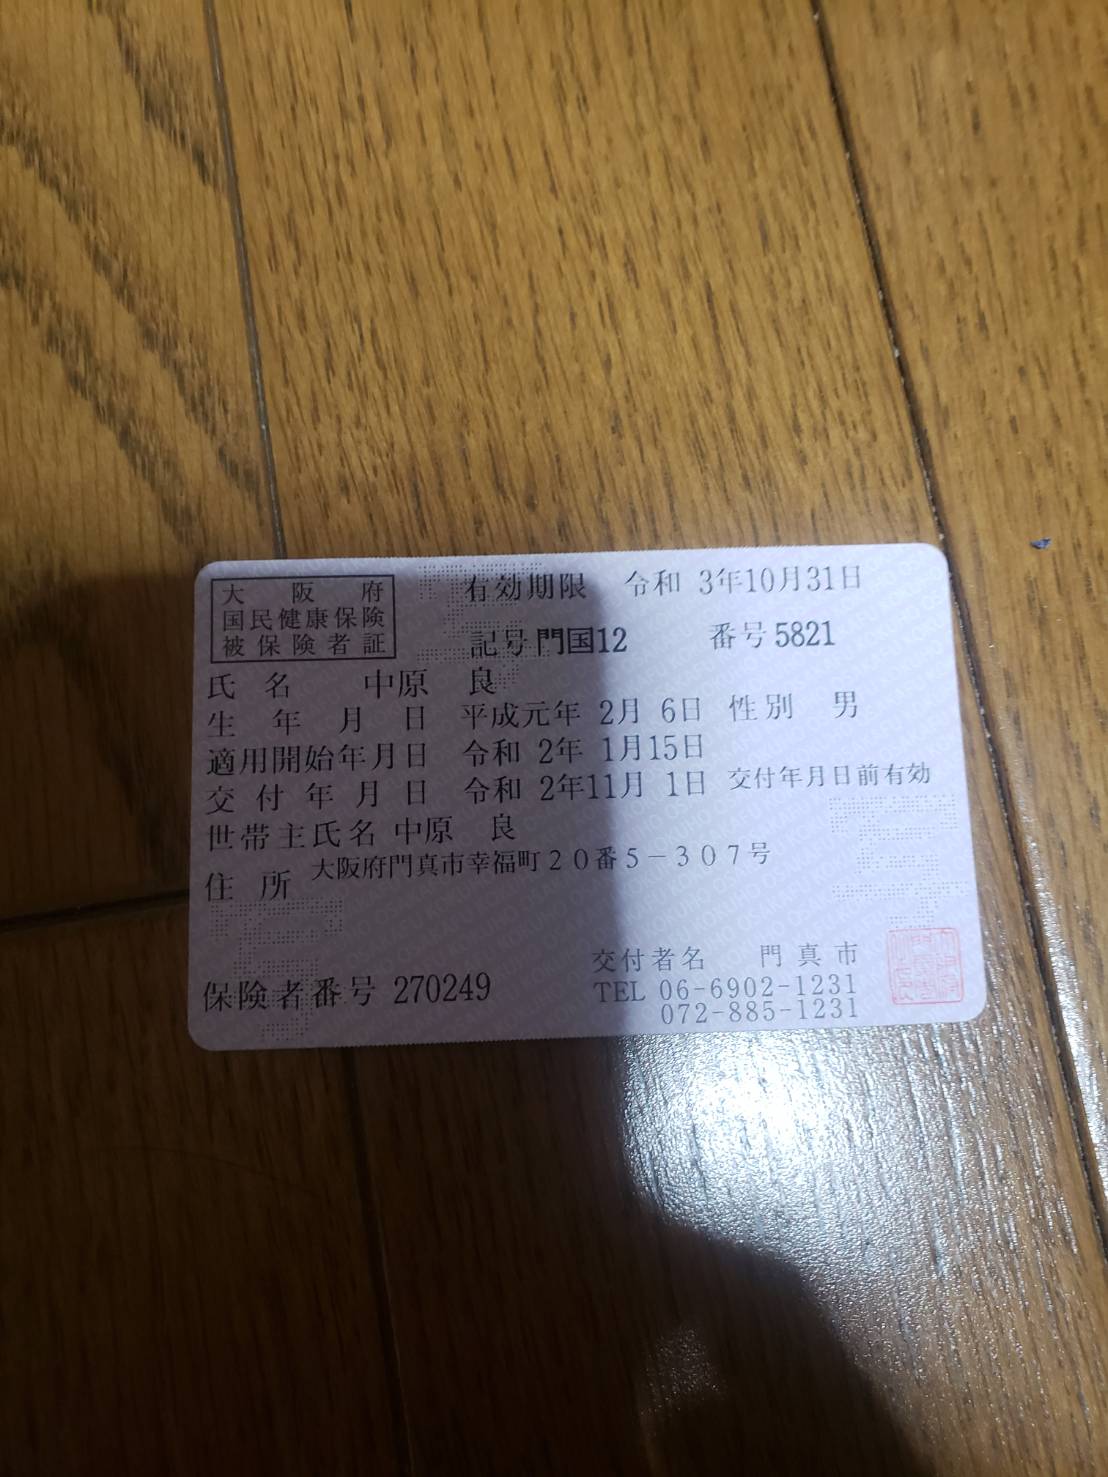 大阪府
国民健康保険
被保険者証
有効期限 令和 3年10月31日
記号 門国12 番号 5821
氏名 中原 良
生年月日 平成元年 2月 6日 性別 男
適用開始年月日 令和 2年 1月15日
交付年月日 令和 2年11月 1日 交付年月日前有効
世帯主氏名 中原 良
住所 大阪府門真市幸福町20番5-307号
保険者番号 270249
交付者名 門真市
TEL 06-6902-1231
072-885-1231